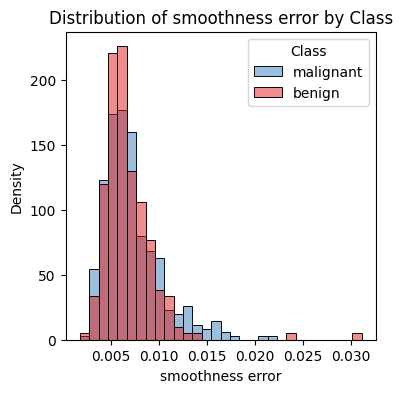 Distribution of smoothness error by Class
Class
malignant
benign
Density
200
150
100
50
0
0.005 0.010 0.015 0.020 0.025 0.030
smoothness error